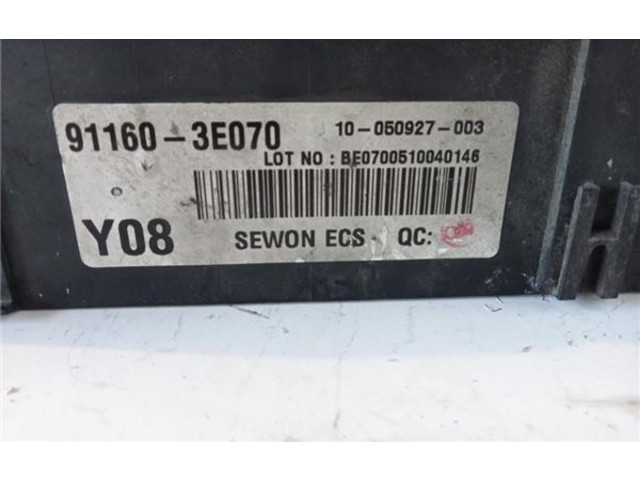 91160-3E070 10-050927-003
LOT NO : BE0700510040146
Y08 SEWON ECS QC:
H